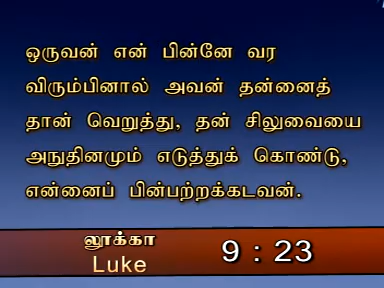 ஒருவன் என் பின்னே வர
விரும்பினால் அவன் தன்னைத்
தான் வெறுத்து, தன் சிலுவையை
அநுதினமும் எடுத்துக் கொண்டு,
என்னைப் பின்பற்றக்கடவன்.
லூக்கா 9 : 23
Luke